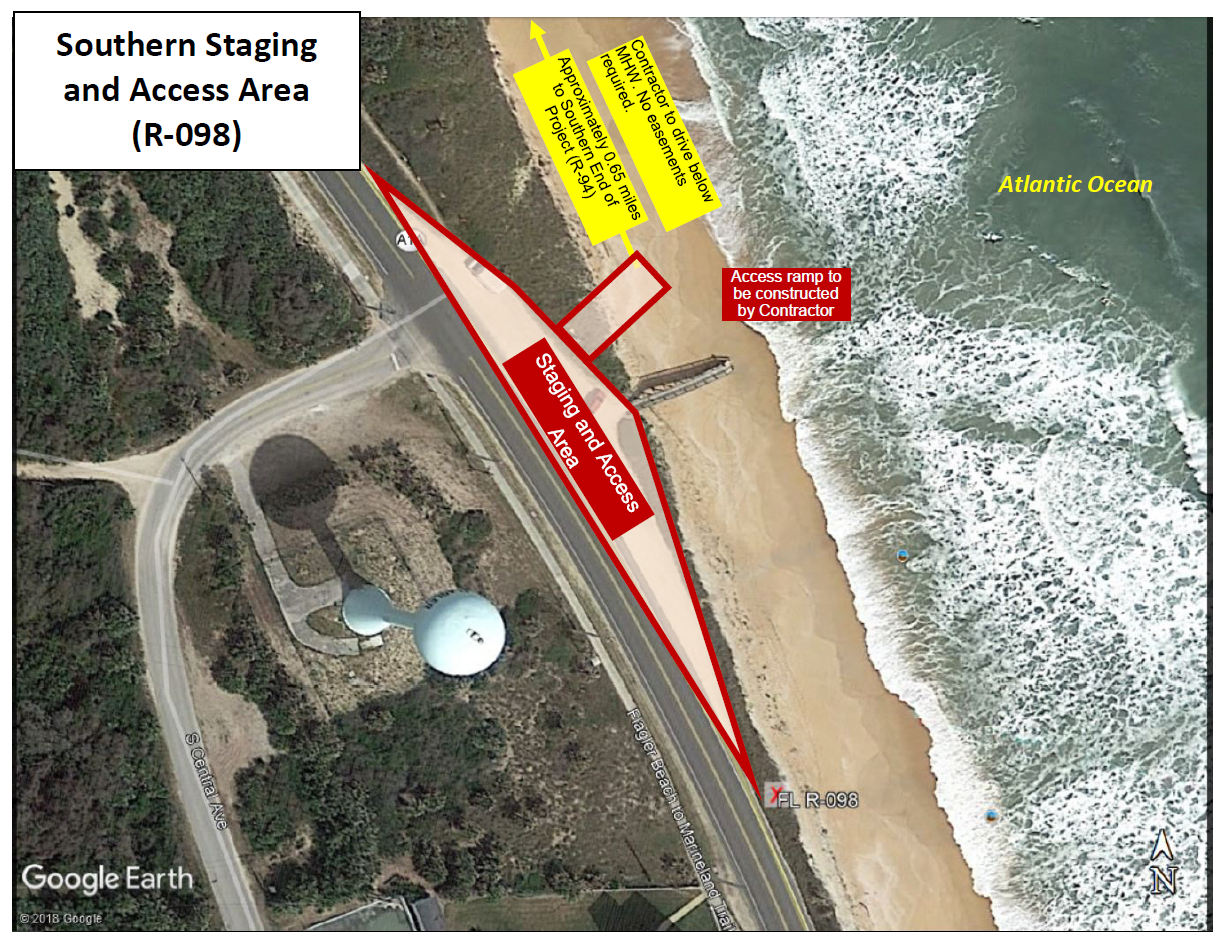 Southern Staging
and Access Area
(R-098)
Approximately 0.65 miles
to Southern End of
Project (R-94)
Contractor to drive below
MHW. No easements
required.
Atlantic Ocean
Access ramp to
be constructed
by Contractor
Staging and Access
Area
FL R-098
Flagler Beach to Marineland Trail
S Central Ave
Google Earth
© 2018 Google
N